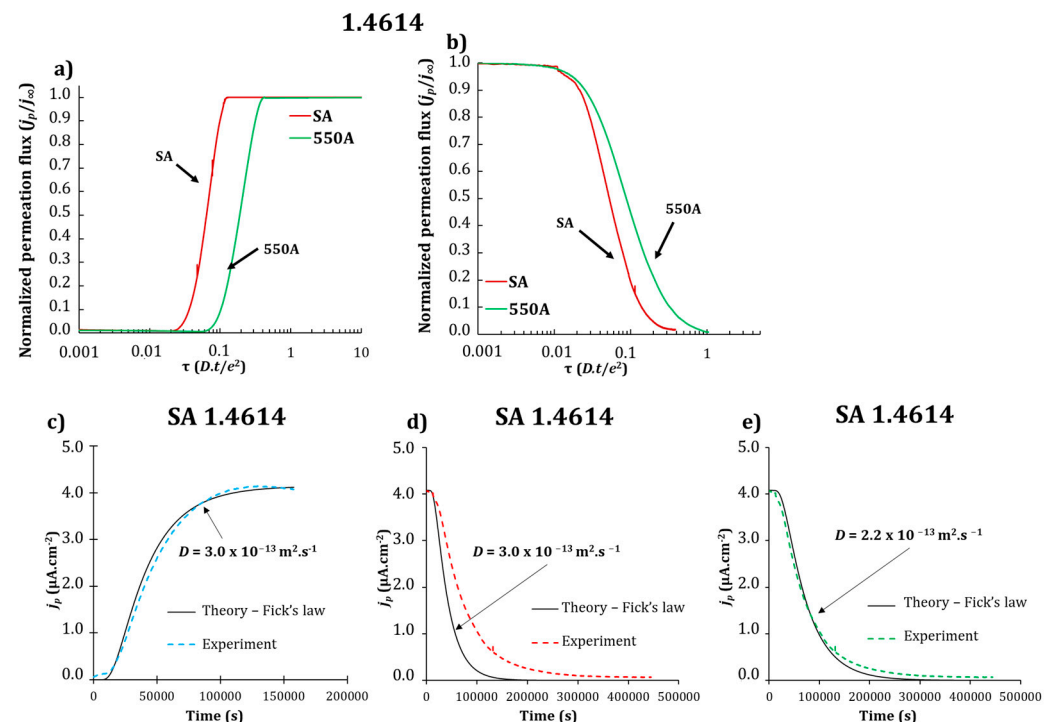 1.4614
a)
Normalized permeation flux (jp/j∞)
1.0
0.9
0.8
0.7
0.6
0.5
0.4
0.3
0.2
0.1
0.0
SA
550A
SA
550A
0.001
0.01
0.1
1
10
τ (D.t/e²)
b)
Normalized permeation flux (jp/j∞)
1.0
0.9
0.8
0.7
0.6
0.5
0.4
0.3
0.2
0.1
0.0
550A
SA
SA
550A
0.001
0.01
0.1
1
τ (D.t/e²)
c)
SA 1.4614
jp (μA.cm⁻²)
5.0
4.0
3.0
2.0
1.0
0.0
D = 3.0 x 10 ⁻¹³ m².s⁻¹
Theory – Fick's law
Experiment
0
50000
100000
150000
200000
Time (s)
d)
SA 1.4614
jp (μA.cm⁻²)
5.0
4.0
3.0
2.0
1.0
0.0
D = 3.0 x 10 ⁻¹³ m².s ⁻¹
Theory – Fick's law
Experiment
0
100000
200000
300000
400000
500000
Time (s)
e)
SA 1.4614
jp (μA.cm⁻²)
5.0
4.0
3.0
2.0
1.0
0.0
D = 2.2 x 10 ⁻¹³ m².s ⁻¹
Theory – Fick's law
Experiment
0
100000
200000
300000
400000
500000
Time (s)